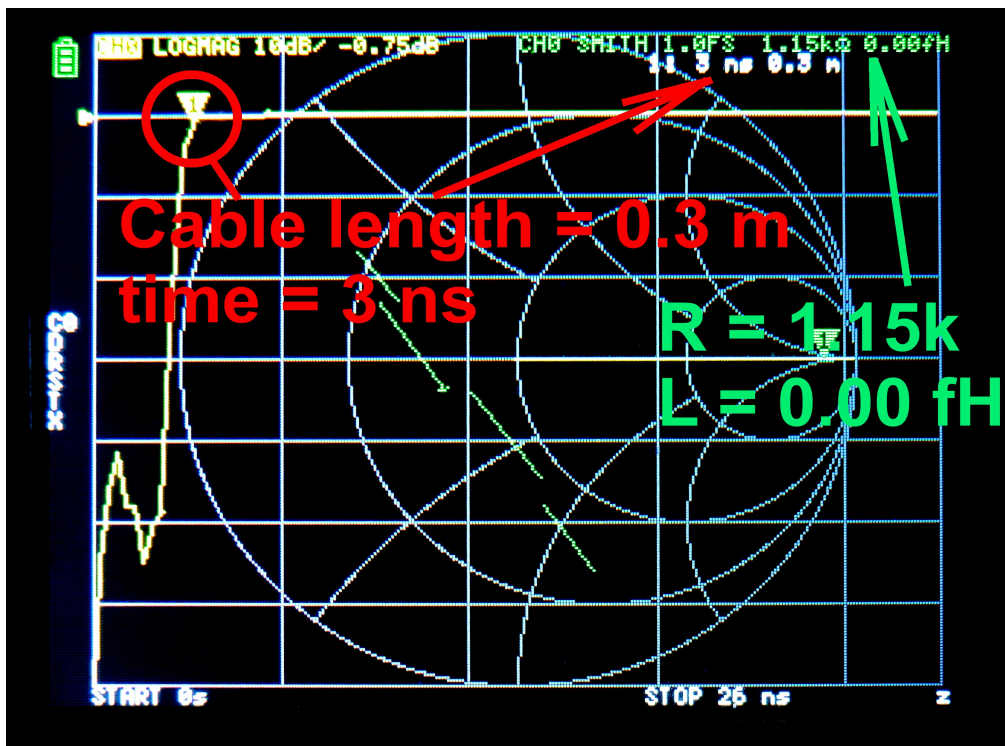 CH0 LOGMAG 10dB/ -0.75dB
CH0 SMITH 1.0FS 1.15kΩ 0.00fH
1: 3 ns 0.3 m
1
Cable length = 0.3 m
time = 3 ns
R = 1.15k
L = 0.00 fH
START 0s
STOP 26 ns
z